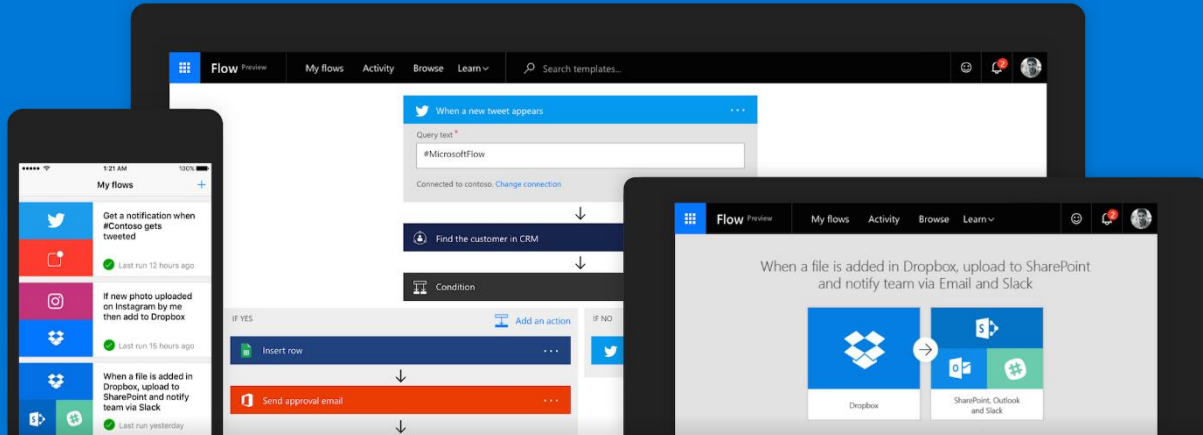 Flow Preview My flows Activity Browse Learn Search templates... 2
When a new tweet appears ...
Query text *
#MicrosoftFlow
Connected to contoso. Change connection
Find the customer in CRM
Condition
IF YES Add an action IF NO
Insert row ...
Send approval email ...
1:21 AM 100%
My flows +
Get a notification when
#Contoso gets
tweeted
Last run 12 hours ago
If new photo uploaded
on Instagram by me
then add to Dropbox
Last run 15 hours ago
When a file is added in
Dropbox, upload to
SharePoint and notify
team via Slack
Last run yesterday
Flow Preview My flows Activity Browse Learn 2
When a file is added in Dropbox, upload to SharePoint
and notify team via Email and Slack
Dropbox
SharePoint, Outlook
and Slack